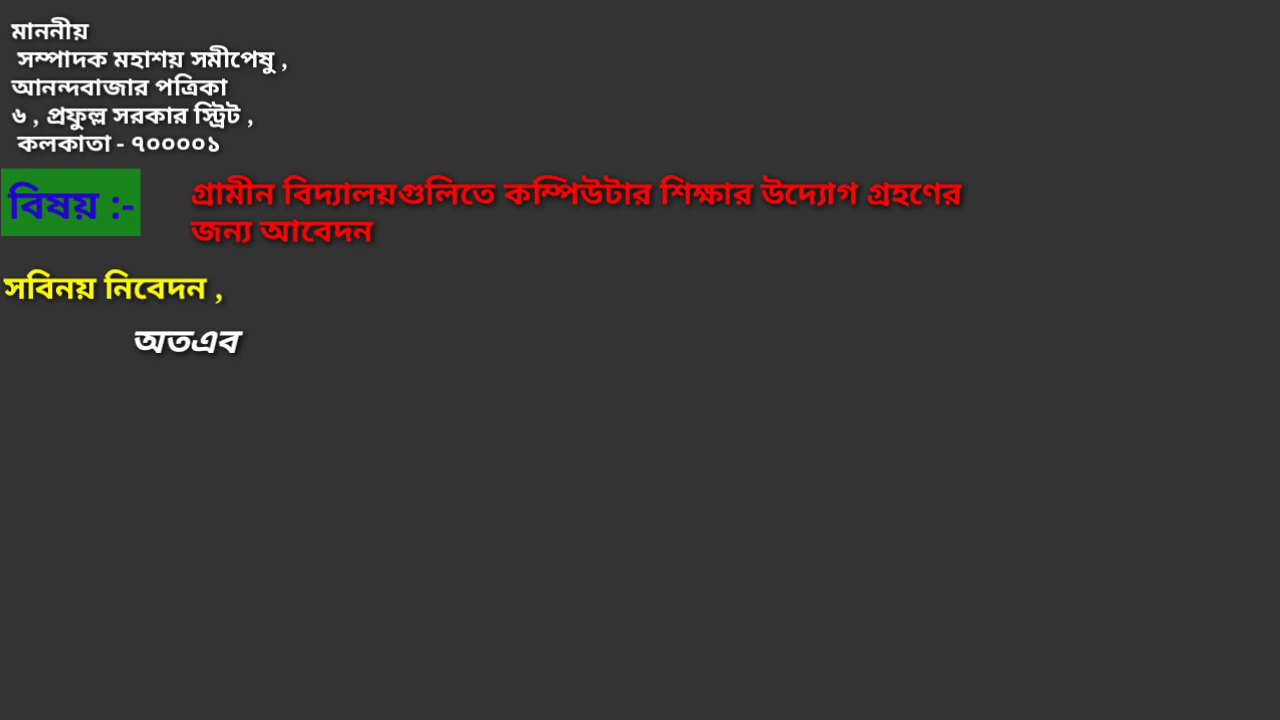 মাননীয়
সম্পাদক মহাশয় সমীপেষু ,
আনন্দবাজার পত্রিকা
৬ , প্রফুল্ল সরকার স্ট্রিট ,
কলকাতা - ৭০০০০১
বিষয় :-
গ্রামীন বিদ্যালয়গুলিতে কম্পিউটার শিক্ষার উদ্যোগ গ্রহণের
জন্য আবেদন
সবিনয় নিবেদন ,
অতএব